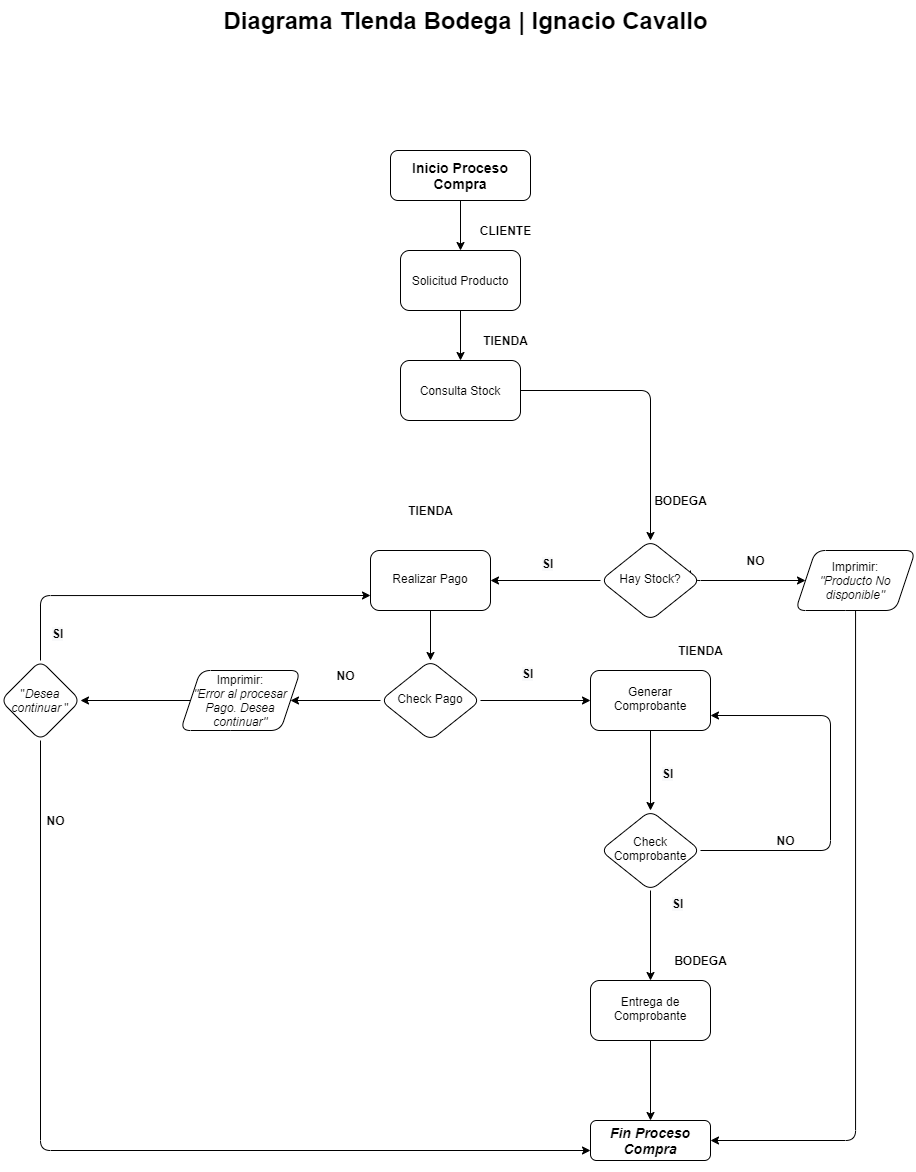 Diagrama TIenda Bodega | Ignacio Cavallo
Inicio Proceso
Compra
CLIENTE
Solicitud Producto
TIENDA
Consulta Stock
BODEGA
TIENDA
Realizar Pago
SI
Hay Stock?
NO
Imprimir:
"Producto No
disponible"
SI
TIENDA
"Desea
continuar "
Imprimir:
"Error al procesar
Pago. Desea
continuar"
NO
Check Pago
SI
Generar
Comprobante
SI
NO
Check
Comprobante
NO
SI
BODEGA
Entrega de
Comprobante
Fin Proceso
Compra